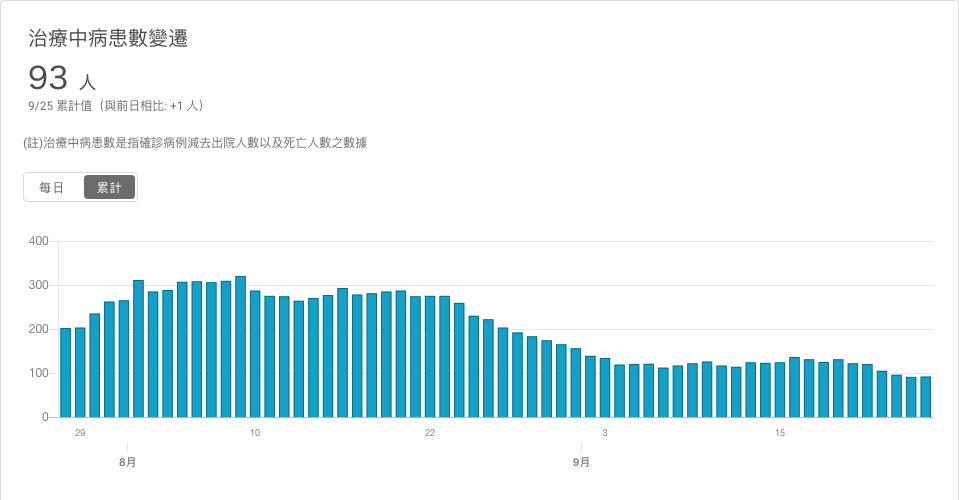 治療中病患數變遷
93 人
9/25 累計值（與前日相比: +1 人）
(註)治療中病患數是指確診病例減去出院人數以及死亡人數之數據
每日 累計
400
300
200
100
0
29 10 22 3 15
8月 9月